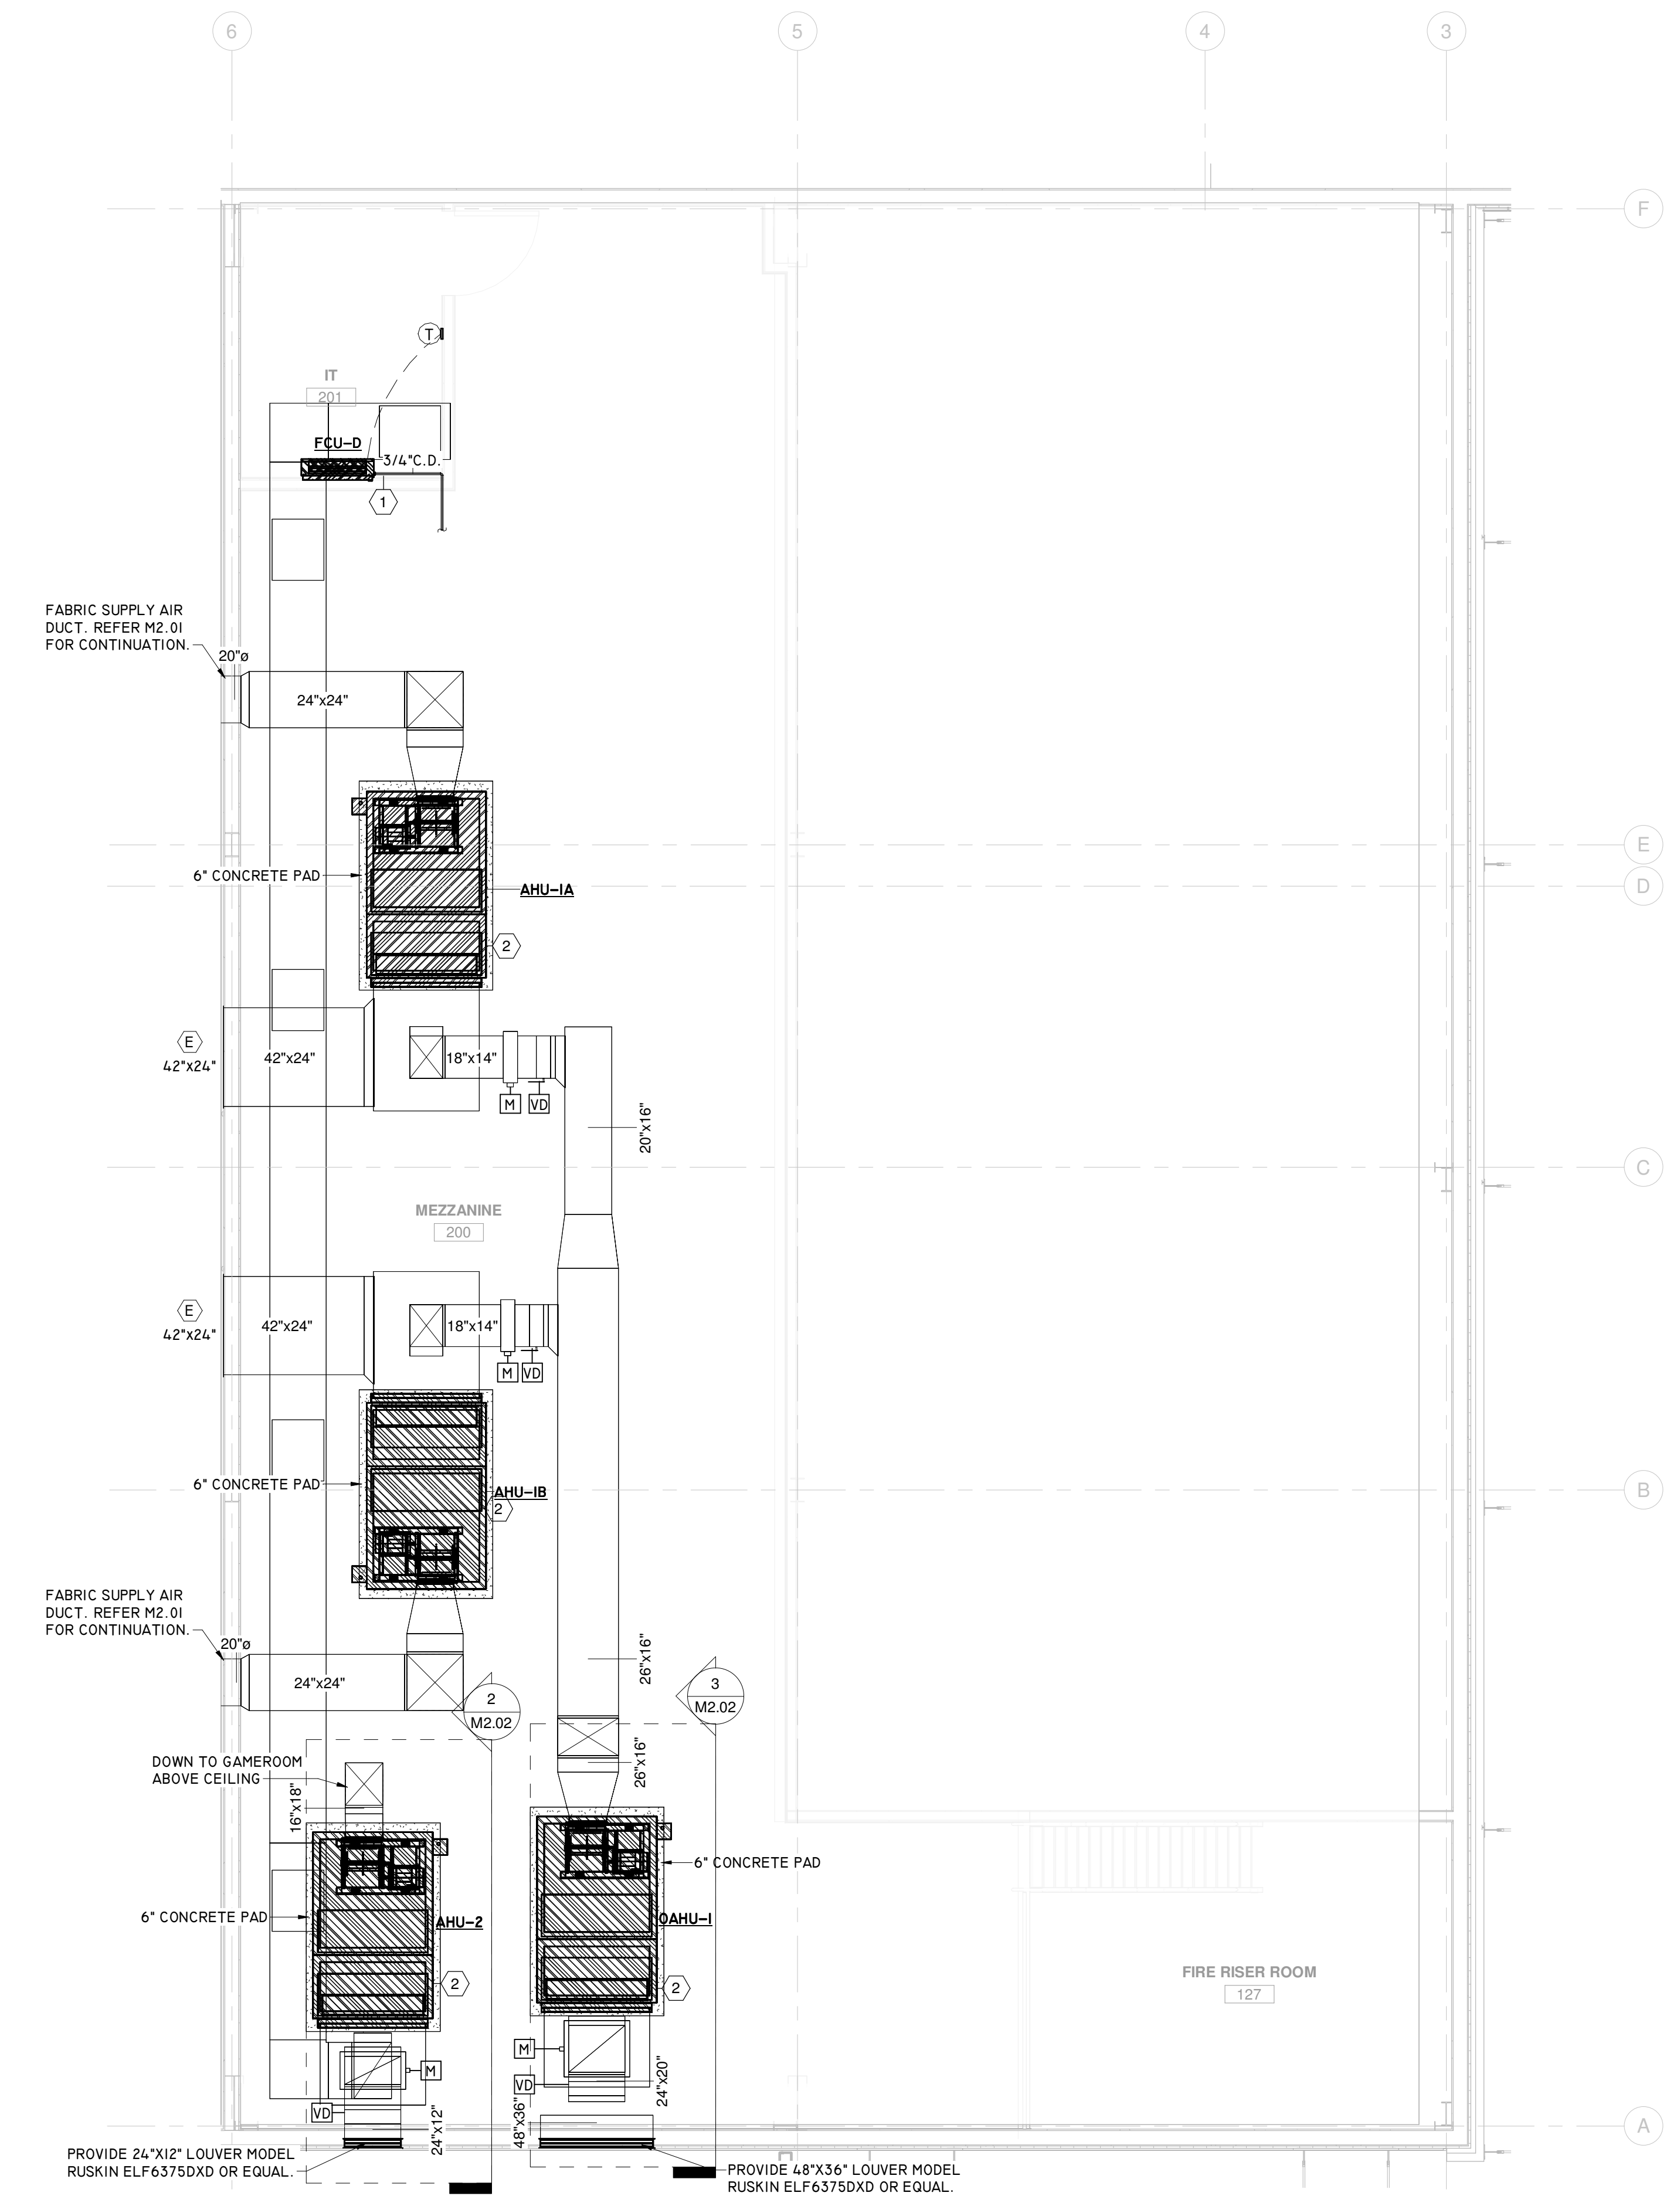 6
5
4
3
F
T
IT
201
FCU-D
3/4"C.D.
1
FABRIC SUPPLY AIR
DUCT. REFER M2.01
FOR CONTINUATION.
20"ø
24"x24"
E
6" CONCRETE PAD
AHU-1A
D
2
E
42"x24"
42"x24"
18"x14"
M
VD
20"x16"
C
MEZZANINE
200
E
42"x24"
42"x24"
18"x14"
M
VD
6" CONCRETE PAD
AHU-1B
2
B
FABRIC SUPPLY AIR
DUCT. REFER M2.01
FOR CONTINUATION.
20"ø
24"x24"
26"x16"
2
M2.02
3
M2.02
DOWN TO GAMEROOM
ABOVE CEILING
16"x18"
26"x16"
6" CONCRETE PAD
6" CONCRETE PAD
AHU-2
OAHU-1
2
2
FIRE RISER ROOM
127
M
M
VD
VD
24"x20"
24"x12"
48"x36"
A
PROVIDE 24"X12" LOUVER MODEL
RUSKIN ELF6375DXD OR EQUAL.
PROVIDE 48"X36" LOUVER MODEL
RUSKIN ELF6375DXD OR EQUAL.